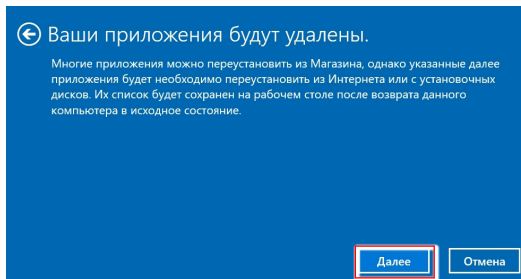 Ваши приложения будут удалены.
Многие приложения можно переустановить из Магазина, однако указанные далее
приложения будет необходимо переустановить из Интернета или с установочных
дисков. Их список будет сохранен на рабочем столе после возврата данного
компьютера в исходное состояние.
Далее
Отмена